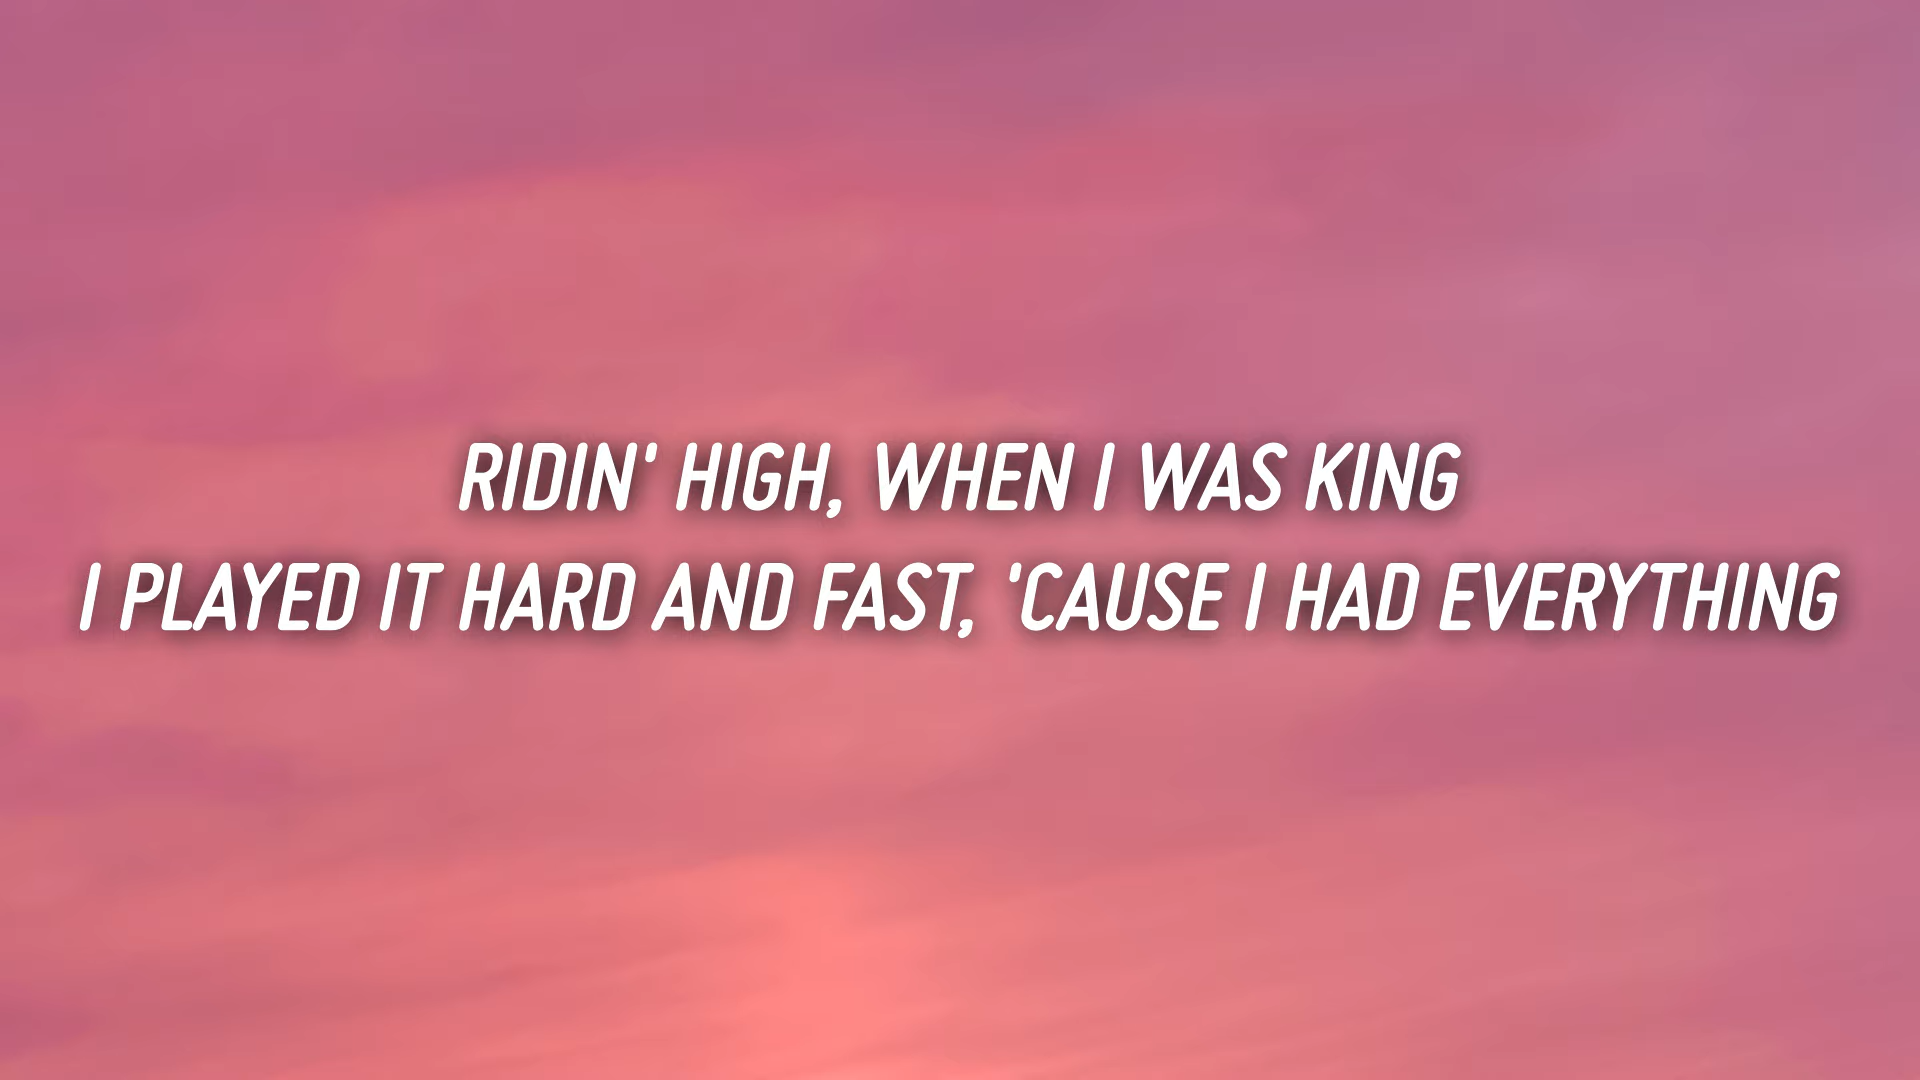 RIDIN' HIGH, WHEN I WAS KING
I PLAYED IT HARD AND FAST, 'CAUSE I HAD EVERYTHING